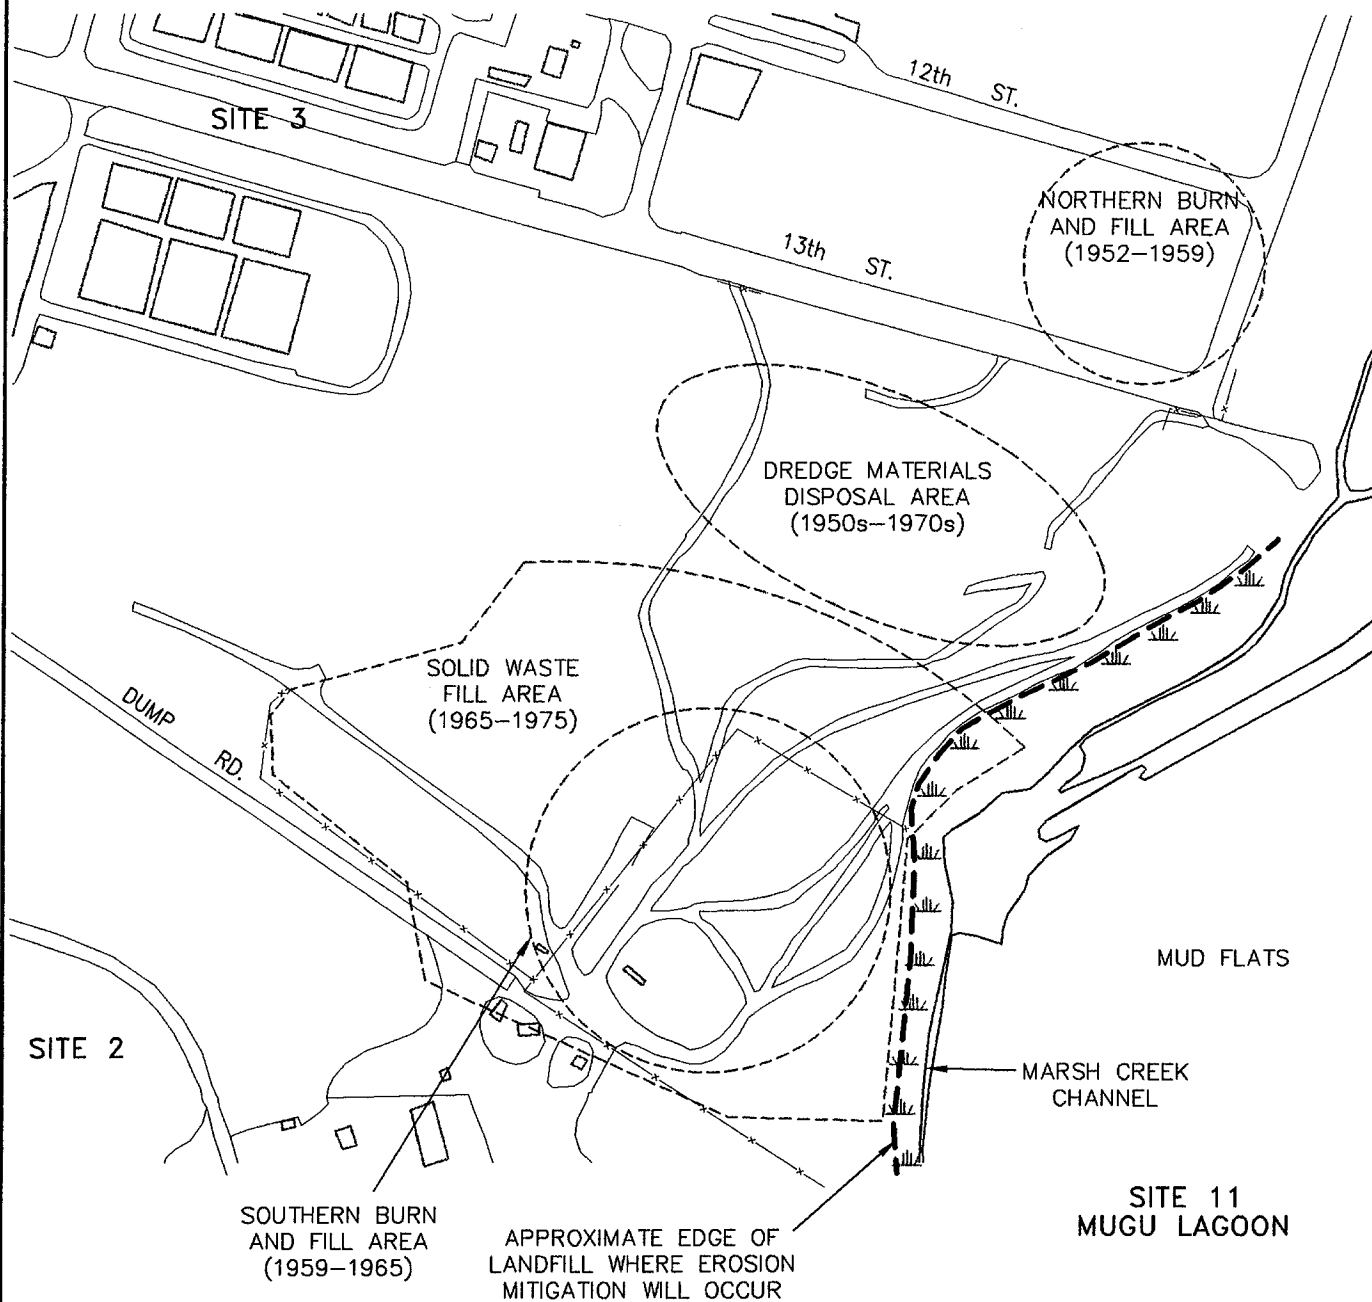 12th ST.
SITE 3
NORTHERN BURN
AND FILL AREA
(1952–1959)
13th ST.
DREDGE MATERIALS
DISPOSAL AREA
(1950s–1970s)
SOLID WASTE
FILL AREA
(1965–1975)
DUMP RD.
MUD FLATS
SITE 2
MARSH CREEK
CHANNEL
SITE 11
MUGU LAGOON
SOUTHERN BURN
AND FILL AREA
(1959–1965)
APPROXIMATE EDGE OF
LANDFILL WHERE EROSION
MITIGATION WILL OCCUR